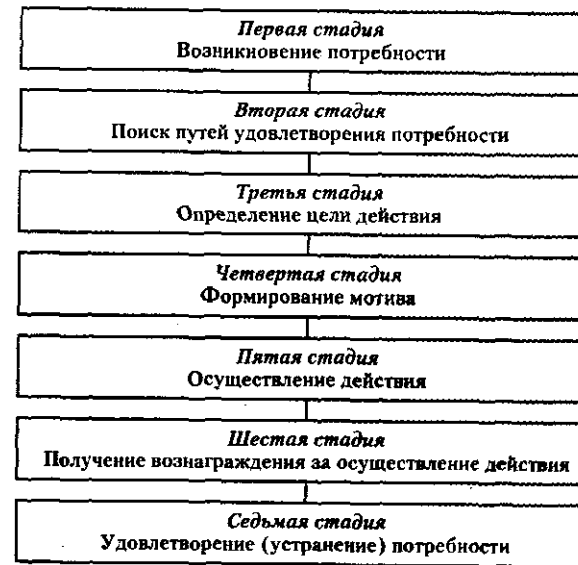 Первая стадия
Возникновение потребности
Вторая стадия
Поиск путей удовлетворения потребности
Третья стадия
Определение цели действия
Четвертая стадия
Формирование мотива
Пятая стадия
Осуществление действия
Шестая стадия
Получение вознаграждения за осуществление действия
Седьмая стадия
Удовлетворение (устранение) потребности